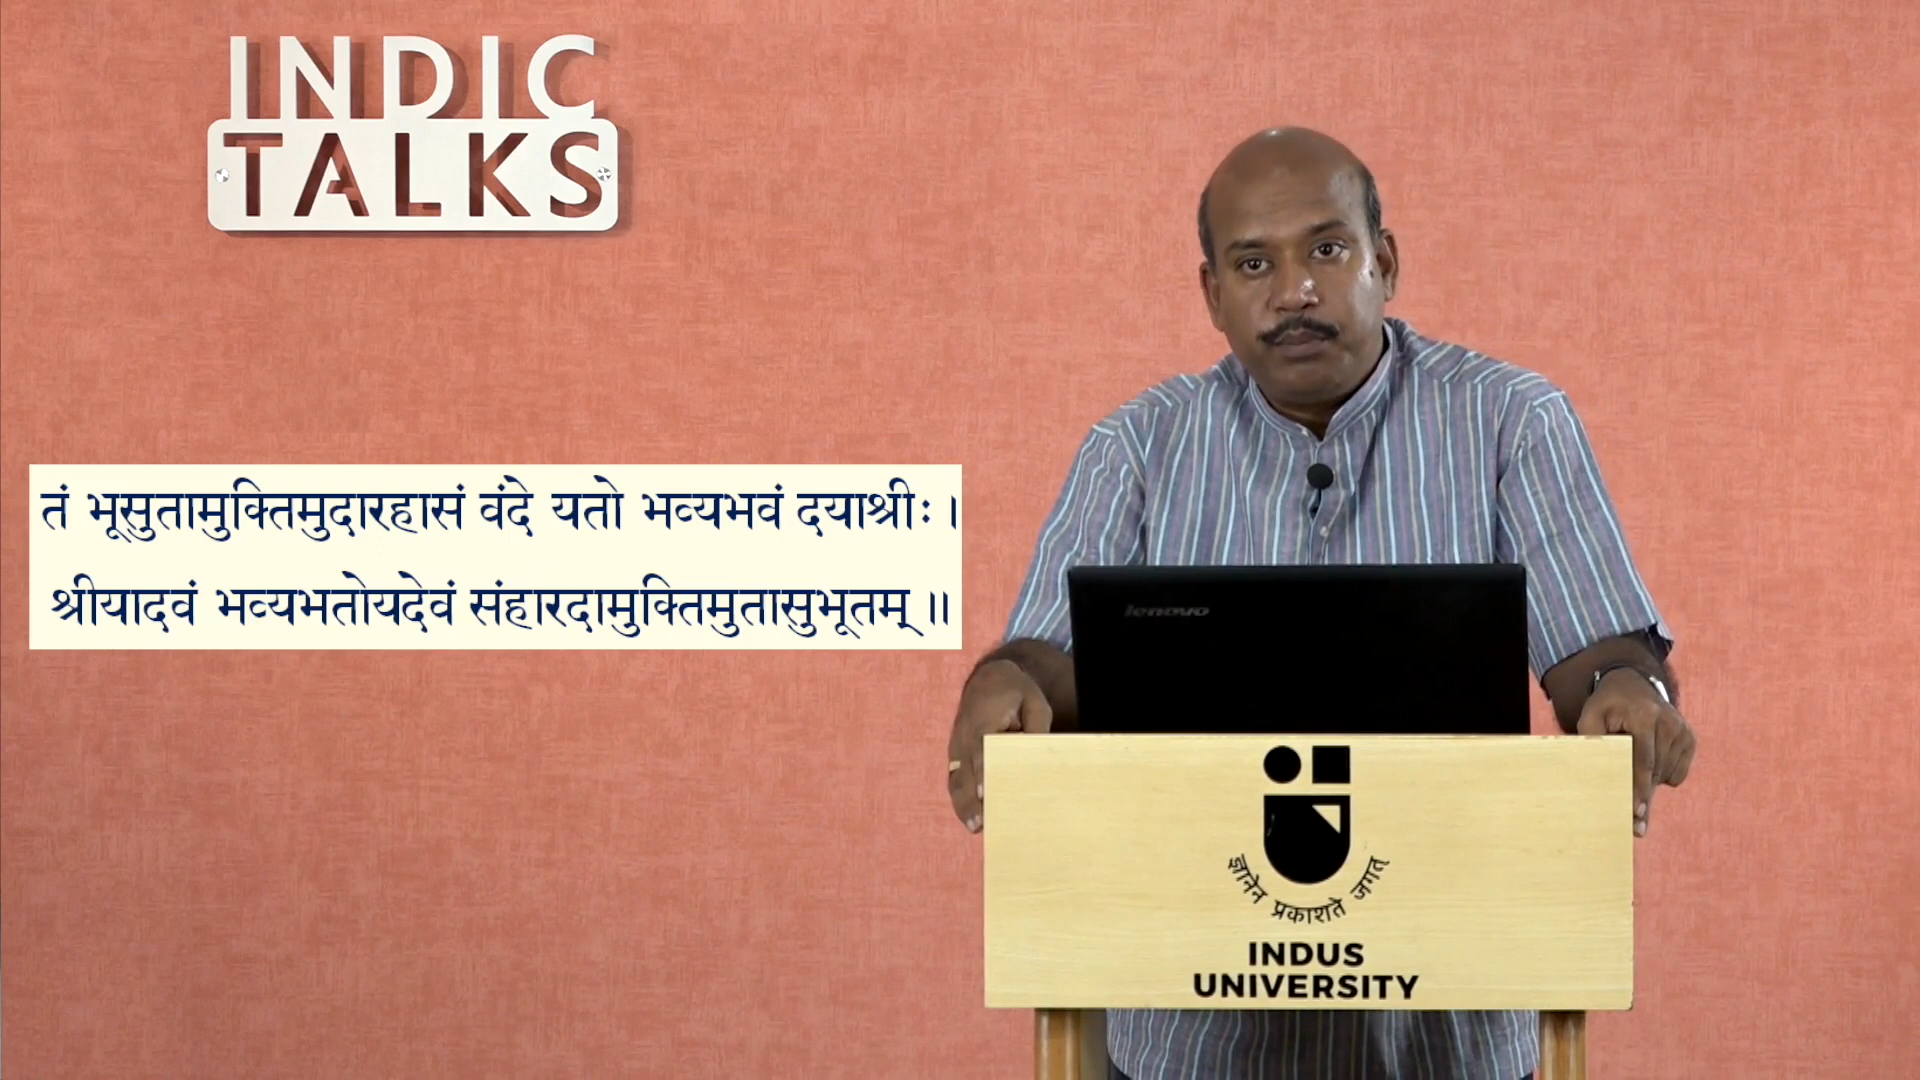 INDIC
TALKS
तं भूसुतामुक्तिमुदारहासं वंदे यतो भव्यभवं दयाश्रीः ।
श्रीयादवं भव्यभतोयदेवं संहारदामुक्तिमुतासुभूतम् ॥
lenovo
ज्ञानेन प्रकाशते जगत्
INDUS
UNIVERSITY